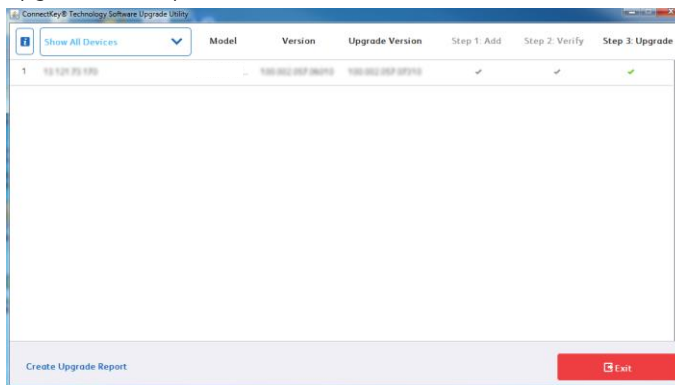 ConnectKey® Technology Software Upgrade Utility
Show All Devices Model Version Upgrade Version Step 1: Add Step 2: Verify Step 3: Upgrade
1
Create Upgrade Report Exit